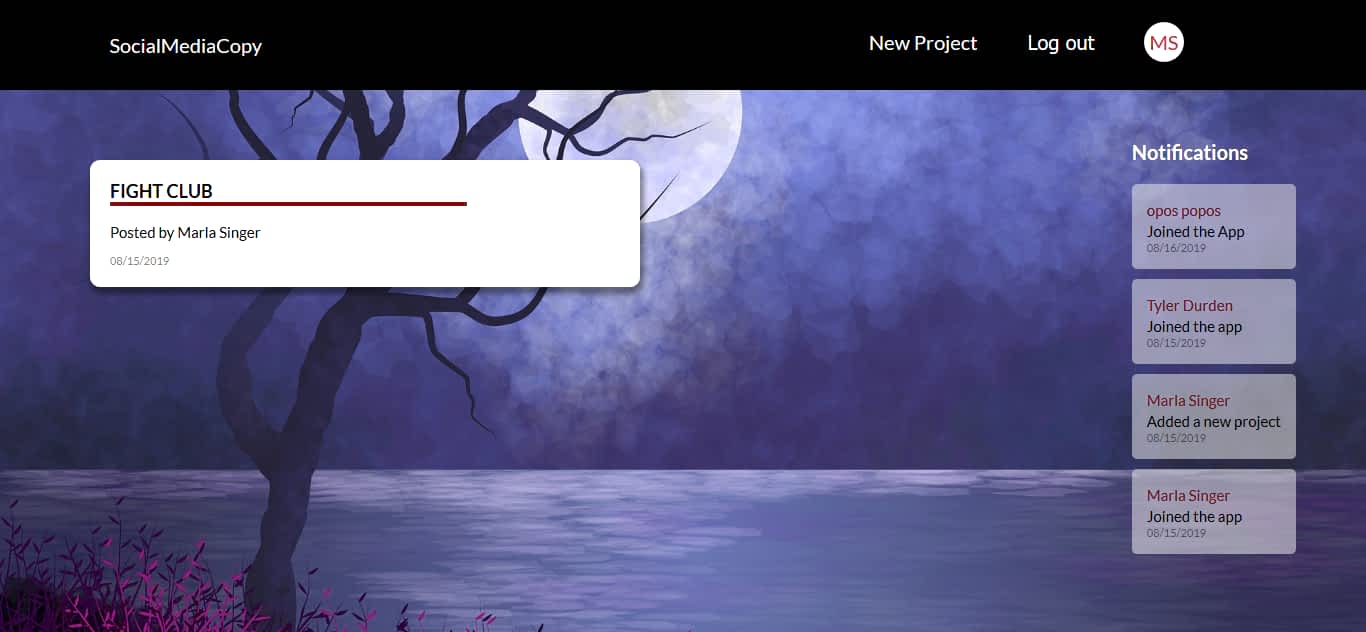 SocialMediaCopy
New Project
Log out
MS
FIGHT CLUB
Posted by Marla Singer
08/15/2019
Notifications
opos popos
Joined the App
08/16/2019
Tyler Durden
Joined the app
08/15/2019
Marla Singer
Added a new project
08/15/2019
Marla Singer
Joined the app
08/15/2019